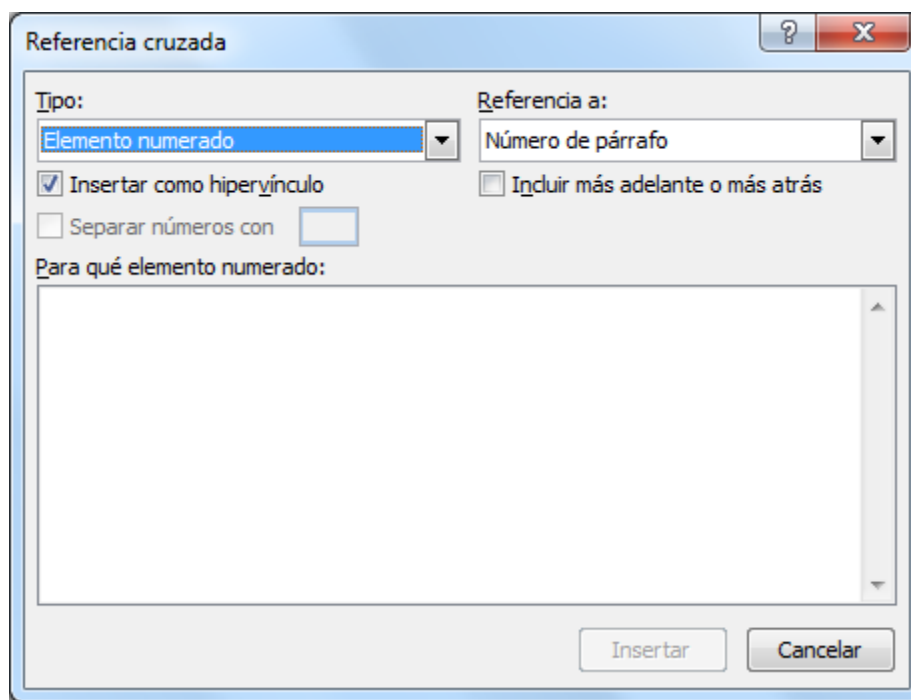 Referencia cruzada
Tipo:
Referencia a:
Elemento numerado
Número de párrafo
Insertar como hipervínculo
Incluir más adelante o más atrás
Separar números con
Para qué elemento numerado:
Insertar
Cancelar